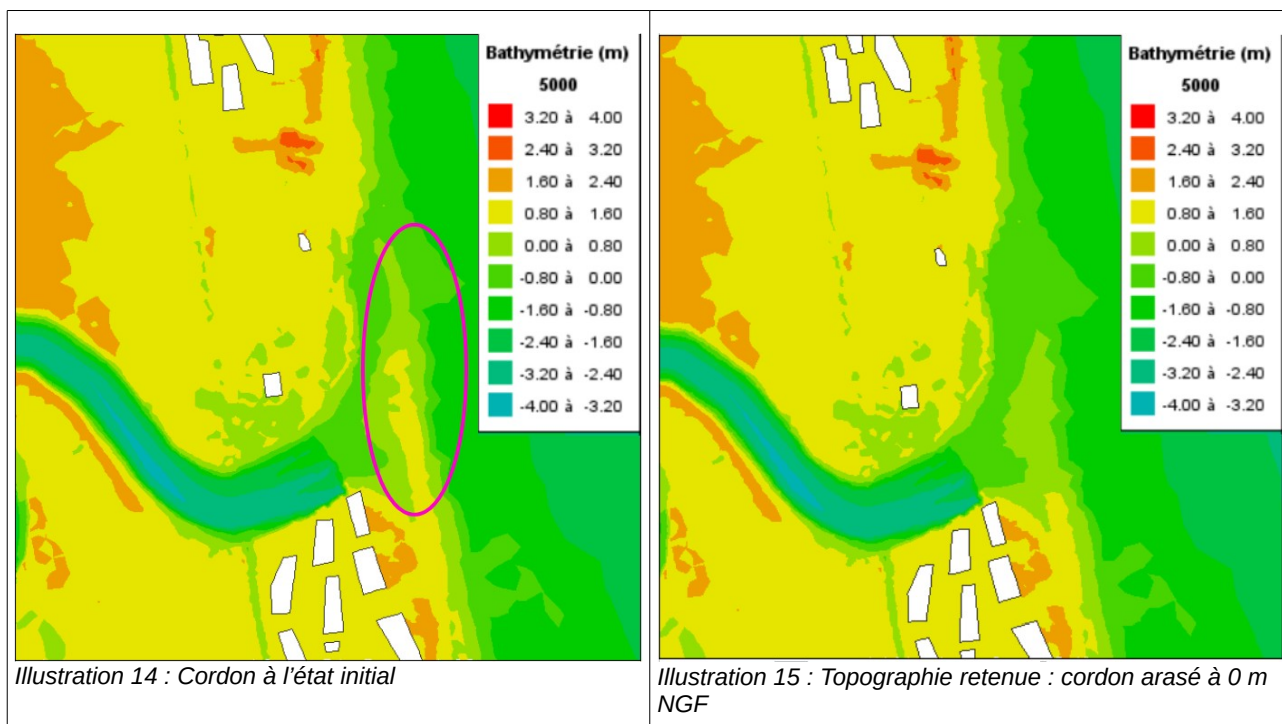 Bathymétrie (m)
5000
3.20 à 4.00
2.40 à 3.20
1.60 à 2.40
0.80 à 1.60
0.00 à 0.80
-0.80 à 0.00
-1.60 à -0.80
-2.40 à -1.60
-3.20 à -2.40
-4.00 à -3.20
Illustration 14 : Cordon à l'état initial
Bathymétrie (m)
5000
3.20 à 4.00
2.40 à 3.20
1.60 à 2.40
0.80 à 1.60
0.00 à 0.80
-0.80 à 0.00
-1.60 à -0.80
-2.40 à -1.60
-3.20 à -2.40
-4.00 à -3.20
Illustration 15 : Topographie retenue : cordon arasé à 0 m
NGF